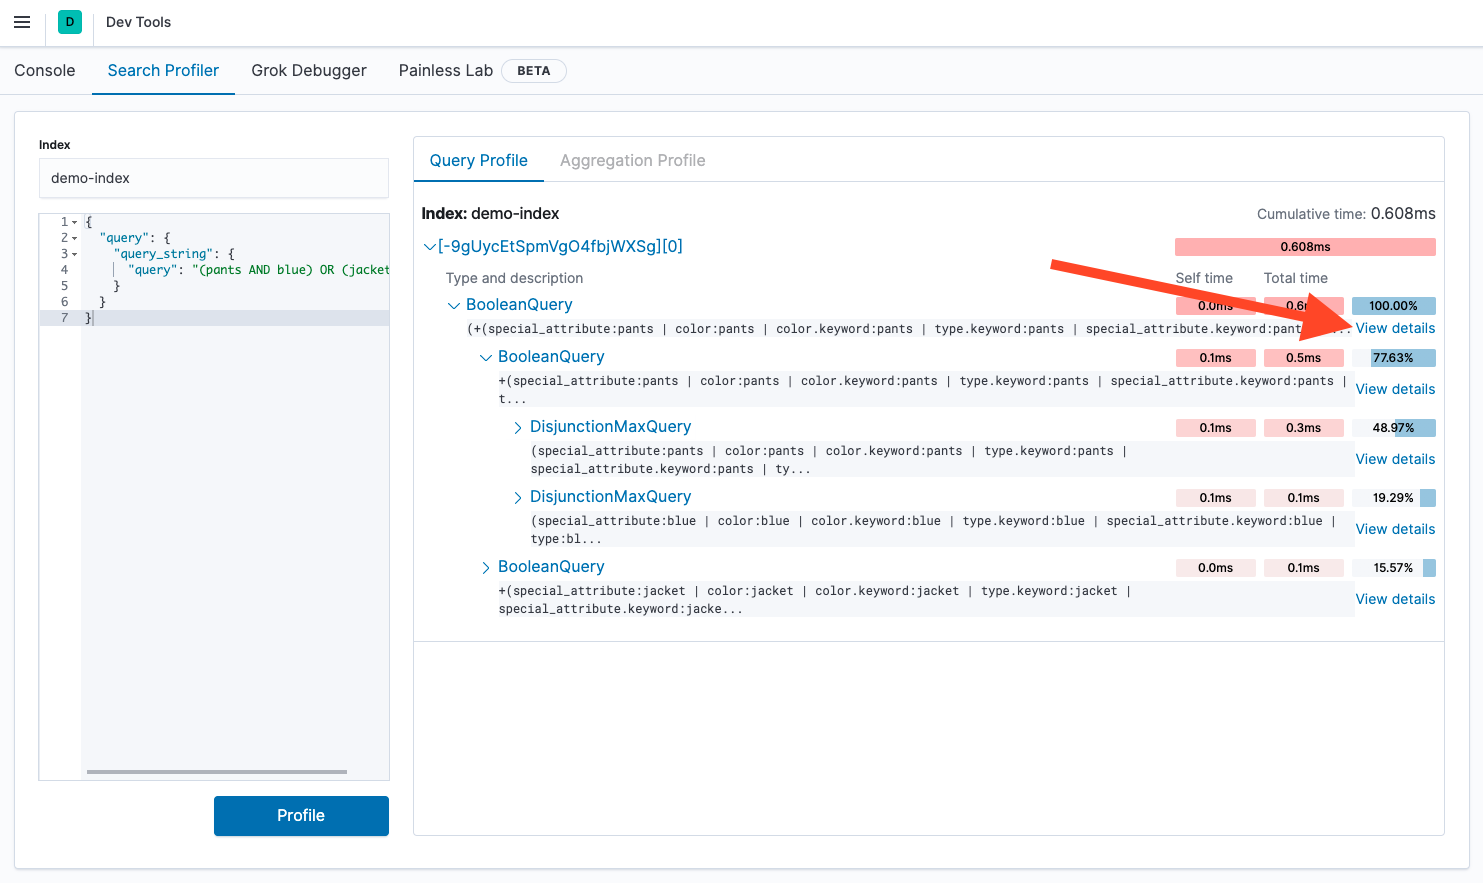 D Dev Tools
Console Search Profiler Grok Debugger Painless Lab BETA
Index
demo-index
1 {
2 "query": {
3 "query_string": {
4 "query": "(pants AND blue) OR (jacket
5 }
6 }
7 }
Profile
Query Profile Aggregation Profile
Index: demo-index Cumulative time: 0.608ms
[-9gUycEtSpmVgO4fbjWXSg][0] 0.608ms
Type and description Self time Total time
BooleanQuery 0.0ms 100.00%
(+(special_attribute:pants | color:pants | color.keyword:pants | type.keyword:pants | special_attribute.keyword:pant View details
BooleanQuery 0.1ms 0.5ms 77.63%
+(special_attribute:pants | color:pants | color.keyword:pants | type.keyword:pants | special_attribute.keyword:pants |
t... View details
DisjunctionMaxQuery 0.1ms 0.3ms 48.97%
(special_attribute:pants | color:pants | color.keyword:pants | type.keyword:pants |
special_attribute.keyword:pants | ty... View details
DisjunctionMaxQuery 0.1ms 0.1ms 19.29%
(special_attribute:blue | color:blue | color.keyword:blue | type.keyword:blue | special_attribute.keyword:blue |
type:bl... View details
BooleanQuery 0.0ms 0.1ms 15.57%
+(special_attribute:jacket | color:jacket | color.keyword:jacket | type.keyword:jacket |
special_attribute.keyword:jacke... View details